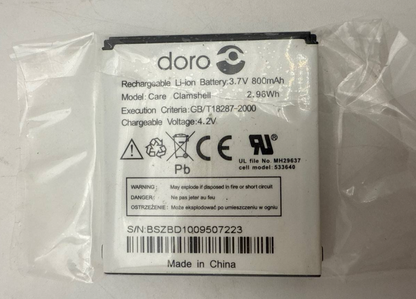 doro
Rechargeable Li-ion Battery:3.7V 800mAh
Model: Care Clamshell 2.96Wh
Execution Criteria:GB/T18287-2000
Chargeable Voltage:4.2V
Pb
CE
UL file No. MH29637
cell model: 533640
WARNING: May explode if disposed in fire or short circuit
DANGER: Ne pas jeter au feu
OSTRZEŻENIE: Może eksplodować po umieszczeniu w ogniu
S/N:BSZBD1009507223
Made in China